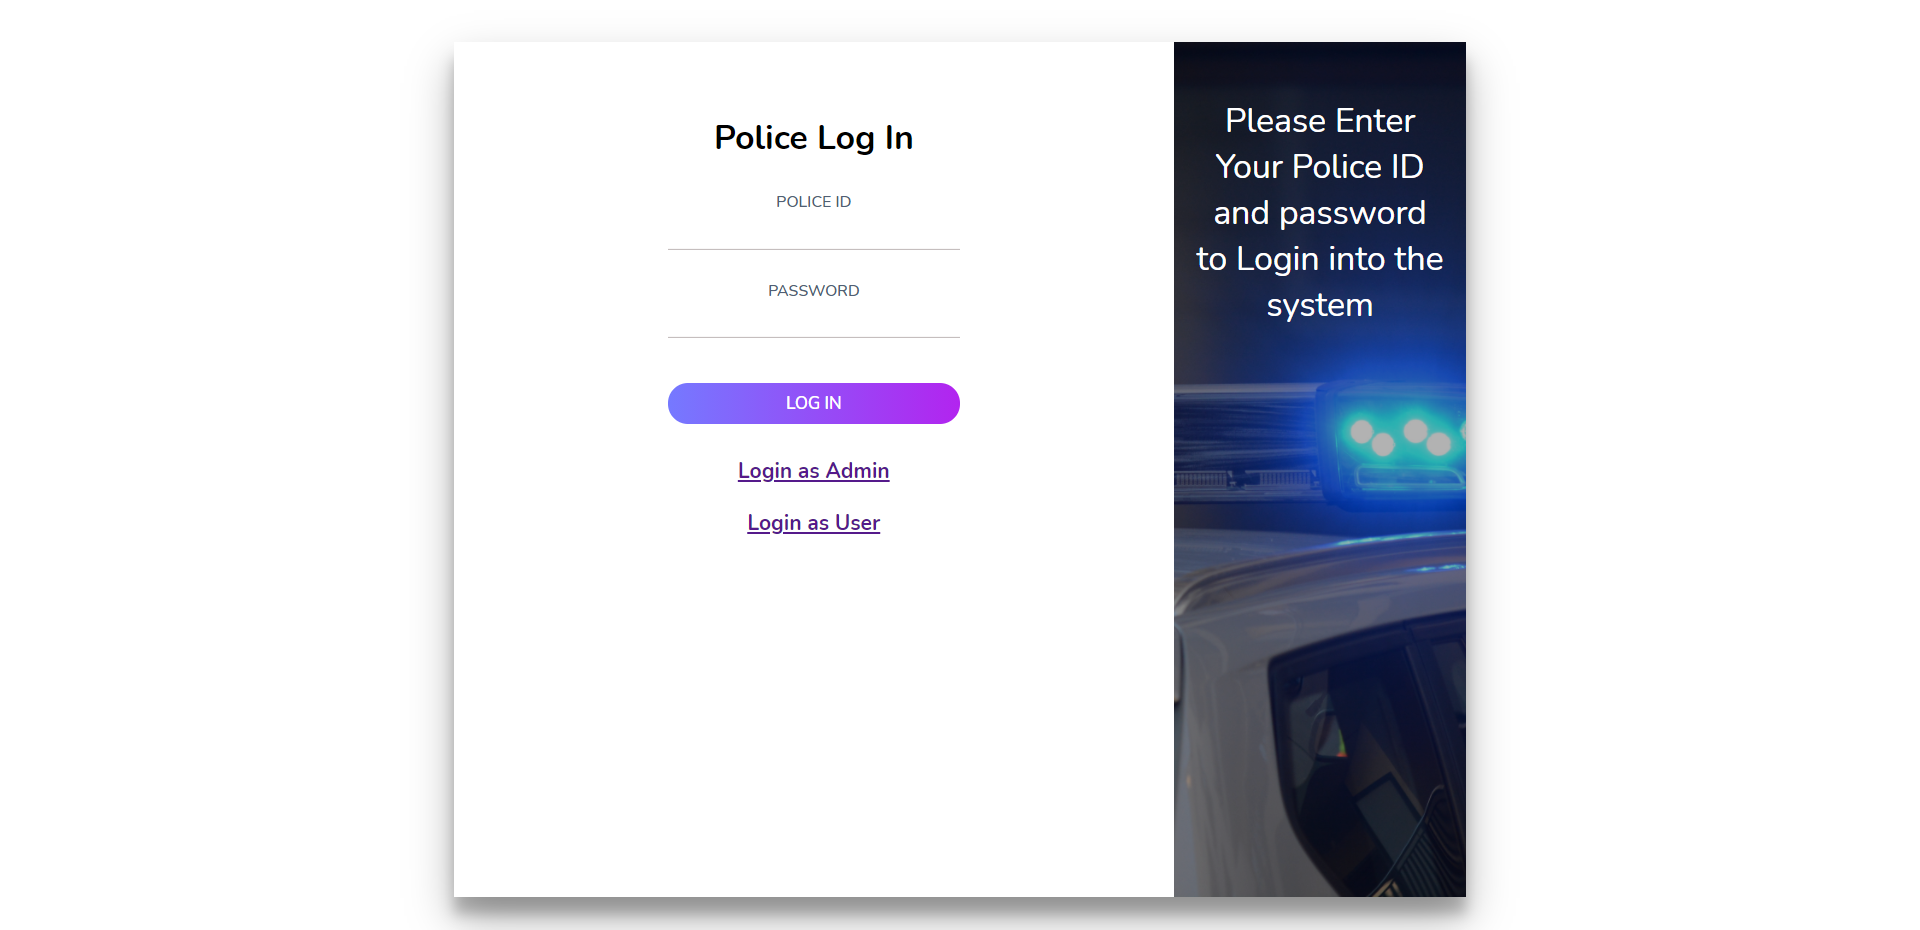 Police Log In
POLICE ID
PASSWORD
LOG IN
Login as Admin
Login as User
Please Enter
Your Police ID
and password
to Login into the
system